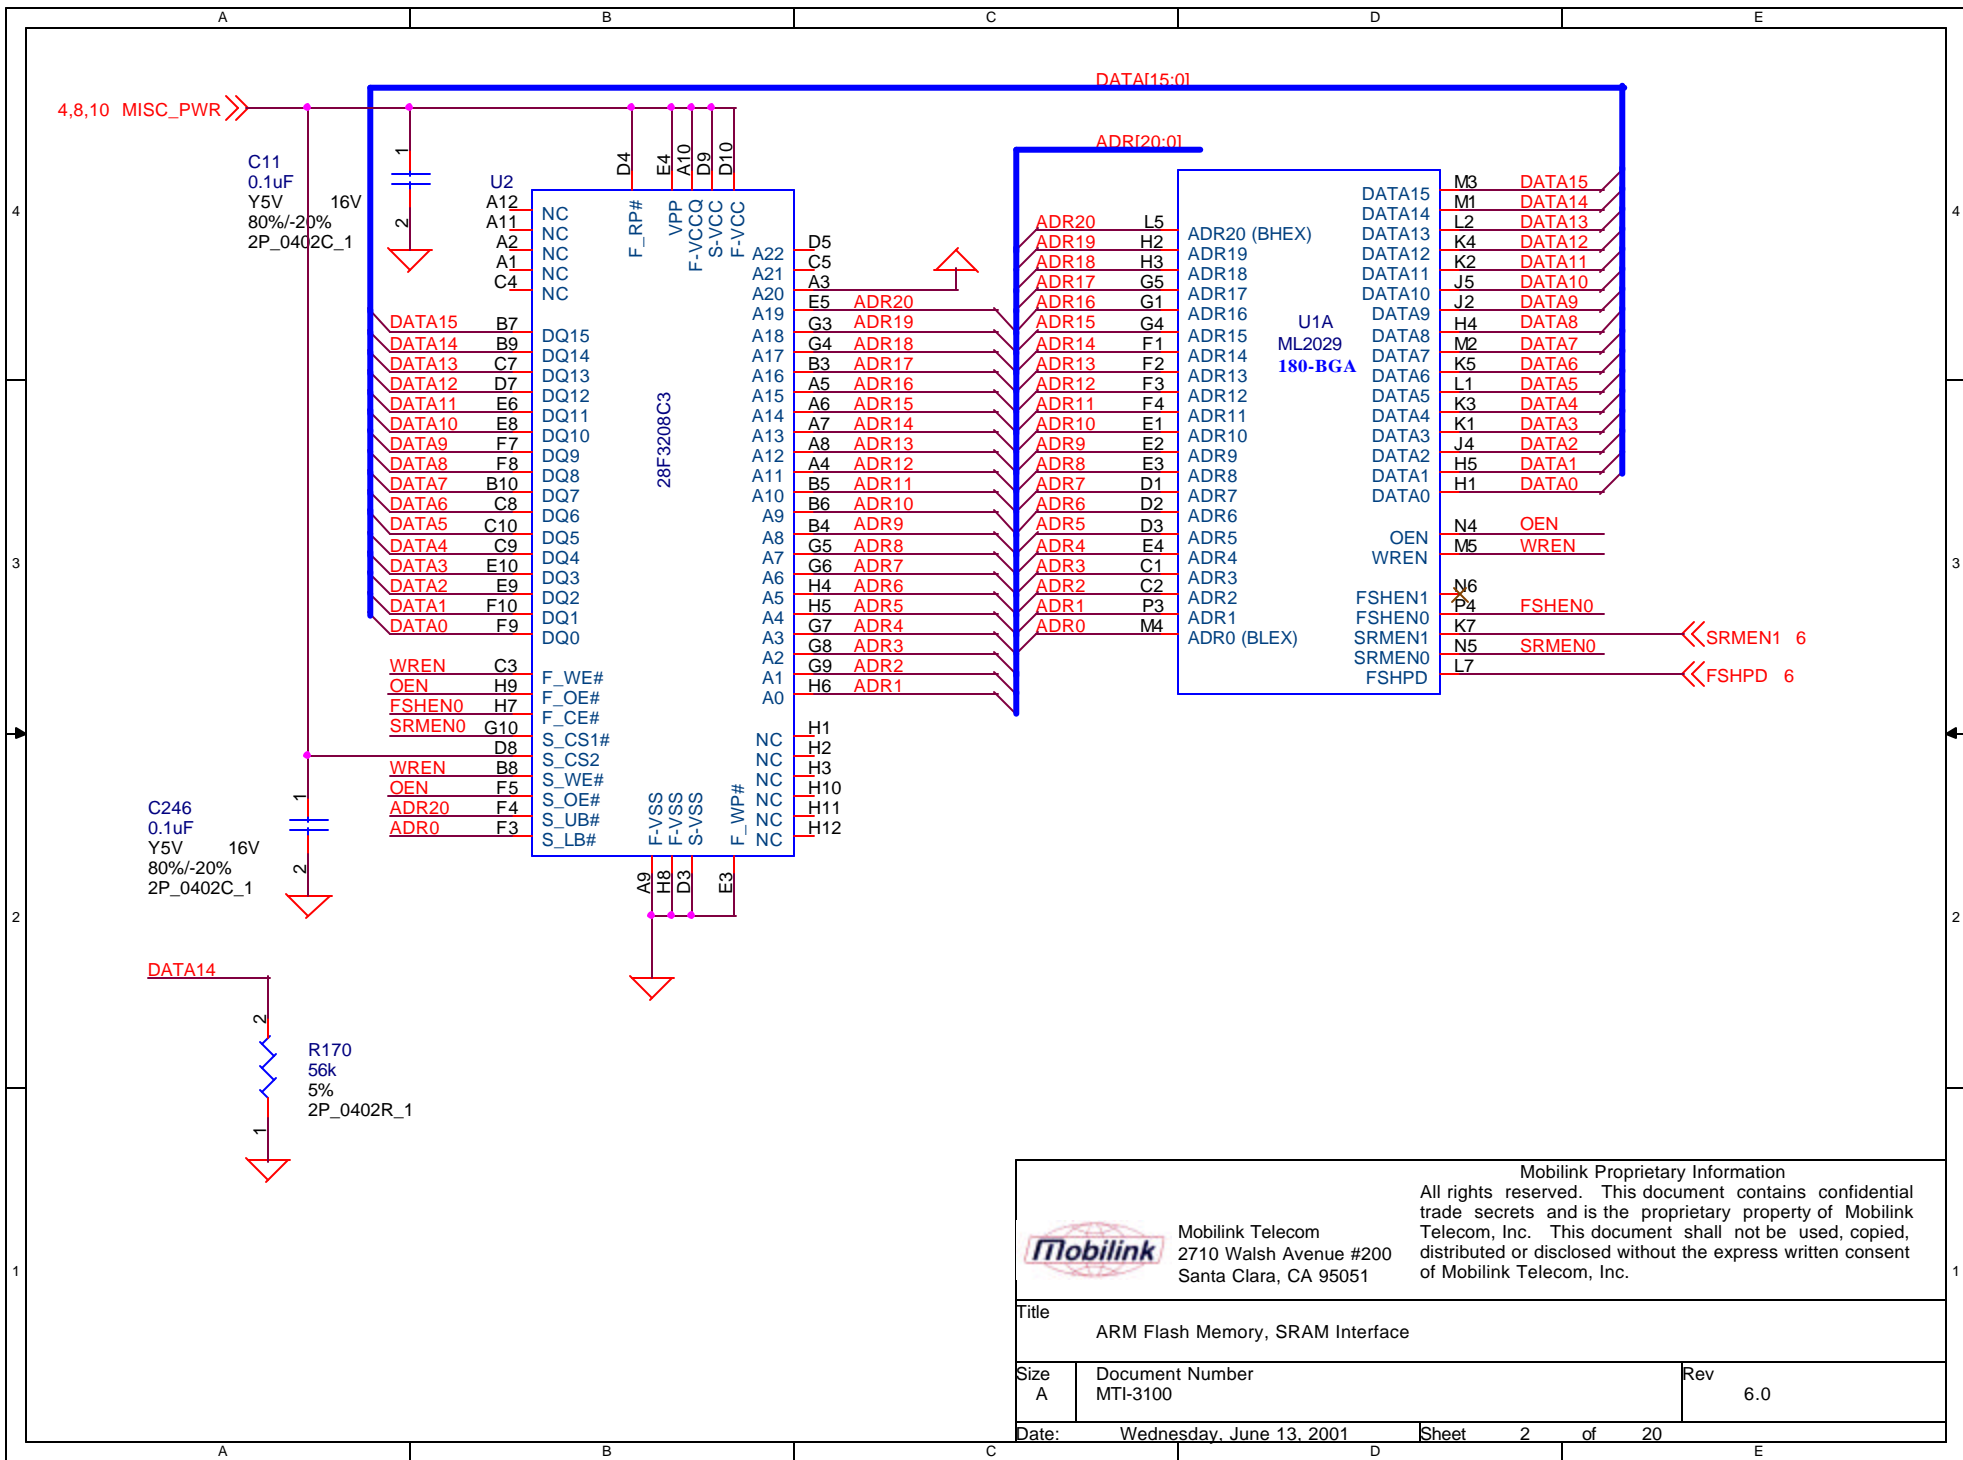 A B C D E
DATA[15:0]
4,8,10 MISC_PWR
ADR[20:0]
C11
0.1uF
Y5V 16V
80%/-20%
2P_0402C_1
1
2
U2
28F3208C3
D4 E4 A10 D9 D10
F_RP# VPP F-VCCQ S-VCC F-VCC
A12 NC
A11 NC
A2 NC
A1 NC
C4 NC
DATA15 B7 DQ15
DATA14 B9 DQ14
DATA13 C7 DQ13
DATA12 D7 DQ12
DATA11 E6 DQ11
DATA10 E8 DQ10
DATA9 F7 DQ9
DATA8 F8 DQ8
DATA7 B10 DQ7
DATA6 C8 DQ6
DATA5 C10 DQ5
DATA4 C9 DQ4
DATA3 E10 DQ3
DATA2 E9 DQ2
DATA1 F10 DQ1
DATA0 F9 DQ0
WREN C3 F_WE#
OEN H9 F_OE#
FSHEN0 H7 F_CE#
SRMEN0 G10 S_CS1#
D8 S_CS2
WREN B8 S_WE#
OEN F5 S_OE#
ADR20 F4 S_UB#
ADR0 F3 S_LB#
A22 D5
A21 C5
A20 A3
A19 E5 ADR20
A18 G3 ADR19
A17 G4 ADR18
A16 B3 ADR17
A15 A5 ADR16
A14 A6 ADR15
A13 A7 ADR14
A12 A8 ADR13
A11 A4 ADR12
A10 B5 ADR11
A9 B6 ADR10
A8 B4 ADR9
A7 G5 ADR8
A6 G6 ADR7
A5 H4 ADR6
A4 H5 ADR5
A3 G7 ADR4
A2 G8 ADR3
A1 G9 ADR2
A0 H6 ADR1
NC H1
NC H2
NC H3
NC H10
NC H11
NC H12
F-VSS F-VSS S-VSS F_WP#
A9 H8 D3 E3
ADR20 L5 ADR20 (BHEX)
ADR19 H2 ADR19
ADR18 H3 ADR18
ADR17 G5 ADR17
ADR16 G1 ADR16
ADR15 G4 ADR15
ADR14 F1 ADR14
ADR13 F2 ADR13
ADR12 F3 ADR12
ADR11 F4 ADR11
ADR10 E1 ADR10
ADR9 E2 ADR9
ADR8 E3 ADR8
ADR7 D1 ADR7
ADR6 D2 ADR6
ADR5 D3 ADR5
ADR4 E4 ADR4
ADR3 C1 ADR3
ADR2 C2 ADR2
ADR1 P3 ADR1
ADR0 M4 ADR0 (BLEX)
U1A
ML2029
180-BGA
DATA15 M3 DATA15
DATA14 M1 DATA14
DATA13 L2 DATA13
DATA12 K4 DATA12
DATA11 K2 DATA11
DATA10 J5 DATA10
DATA9 J2 DATA9
DATA8 H4 DATA8
DATA7 M2 DATA7
DATA6 K5 DATA6
DATA5 L1 DATA5
DATA4 K3 DATA4
DATA3 K1 DATA3
DATA2 J4 DATA2
DATA1 H5 DATA1
DATA0 H1 DATA0
OEN N4 OEN
WREN M5 WREN
FSHEN1 N6
FSHEN0 P4 FSHEN0
SRMEN1 K7 SRMEN1 6
SRMEN0 N5 SRMEN0
FSHPD L7 FSHPD 6
C246
0.1uF
Y5V 16V
80%/-20%
2P_0402C_1
1
2
DATA14
2
R170
56k
5%
2P_0402R_1
1
4 4
3 3
2 2
1 1
Mobilink
Mobilink Telecom
2710 Walsh Avenue #200
Santa Clara, CA 95051
Mobilink Proprietary Information
All rights reserved. This document contains confidential
trade secrets and is the proprietary property of Mobilink
Telecom, Inc. This document shall not be used, copied,
distributed or disclosed without the express written consent
of Mobilink Telecom, Inc.
Title
ARM Flash Memory, SRAM Interface
Size Document Number Rev
A MTI-3100 6.0
Date: Wednesday, June 13, 2001 Sheet 2 of 20
A B C D E